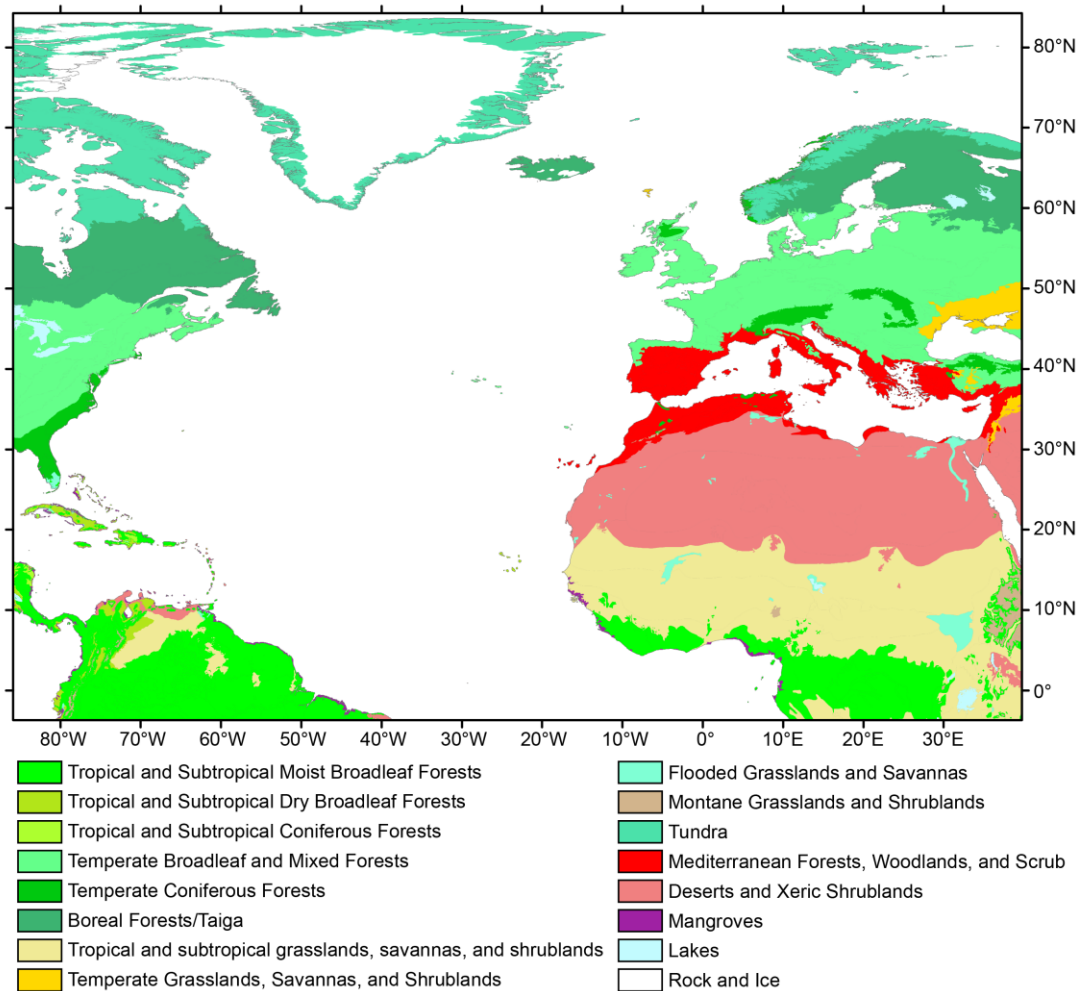 80°N
70°N
60°N
50°N
40°N
30°N
20°N
10°N
0°
80°W 70°W 60°W 50°W 40°W 30°W 20°W 10°W 0° 10°E 20°E 30°E
Tropical and Subtropical Moist Broadleaf Forests
Tropical and Subtropical Dry Broadleaf Forests
Tropical and Subtropical Coniferous Forests
Temperate Broadleaf and Mixed Forests
Temperate Coniferous Forests
Boreal Forests/Taiga
Tropical and subtropical grasslands, savannas, and shrublands
Temperate Grasslands, Savannas, and Shrublands
Flooded Grasslands and Savannas
Montane Grasslands and Shrublands
Tundra
Mediterranean Forests, Woodlands, and Scrub
Deserts and Xeric Shrublands
Mangroves
Lakes
Rock and Ice